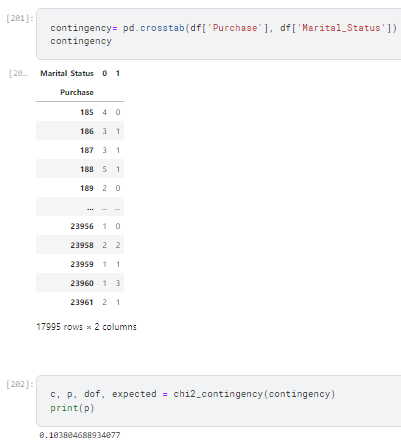 [201]:
contingency= pd.crosstab(df['Purchase'], df['Marital_Status'])
contingency
[20…
Marital Status 0 1
Purchase
185 4 0
186 3 1
187 3 1
188 5 1
189 2 0
... ... ...
23956 1 0
23958 2 2
23959 1 1
23960 1 3
23961 2 1
17995 rows × 2 columns
[202]:
c, p, dof, expected = chi2_contingency(contingency)
print(p)
0.103804688934077